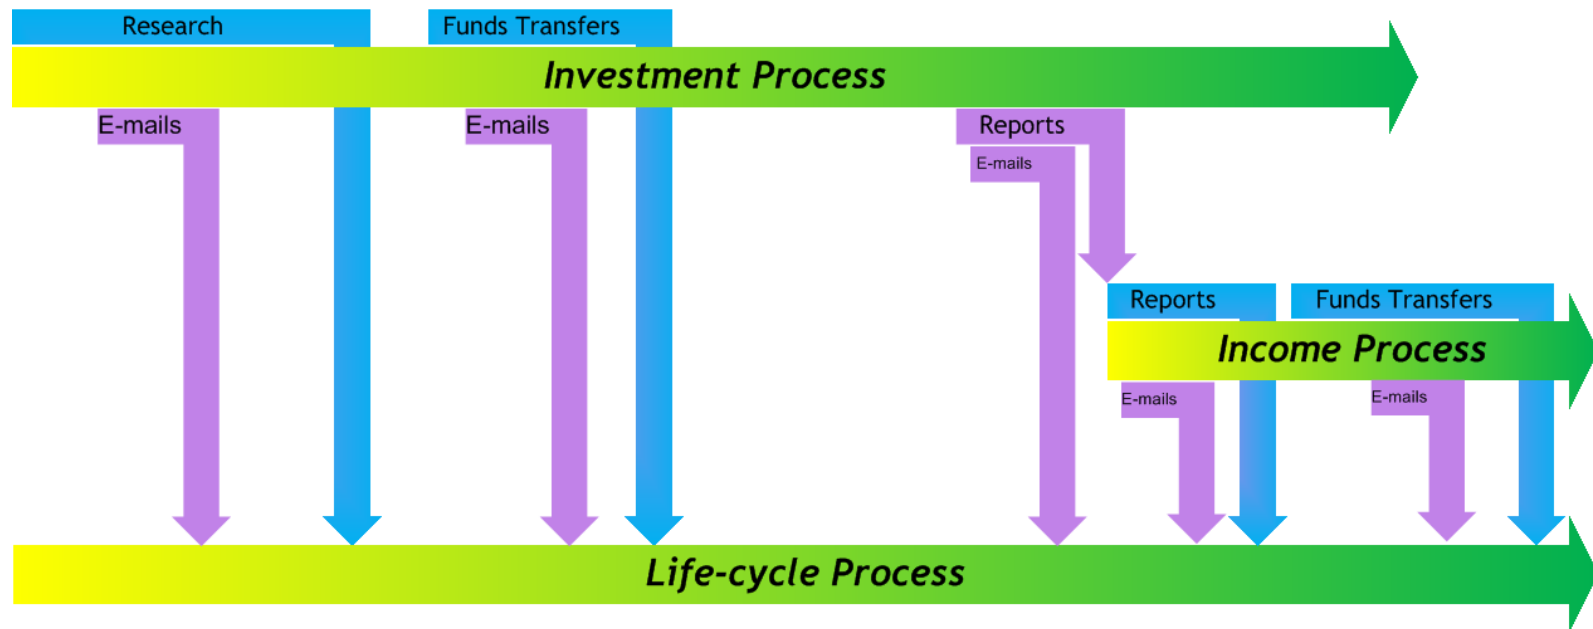 Research
Funds Transfers
Investment Process
E-mails
E-mails
Reports
E-mails
Reports
Funds Transfers
Income Process
E-mails
E-mails
Life-cycle Process